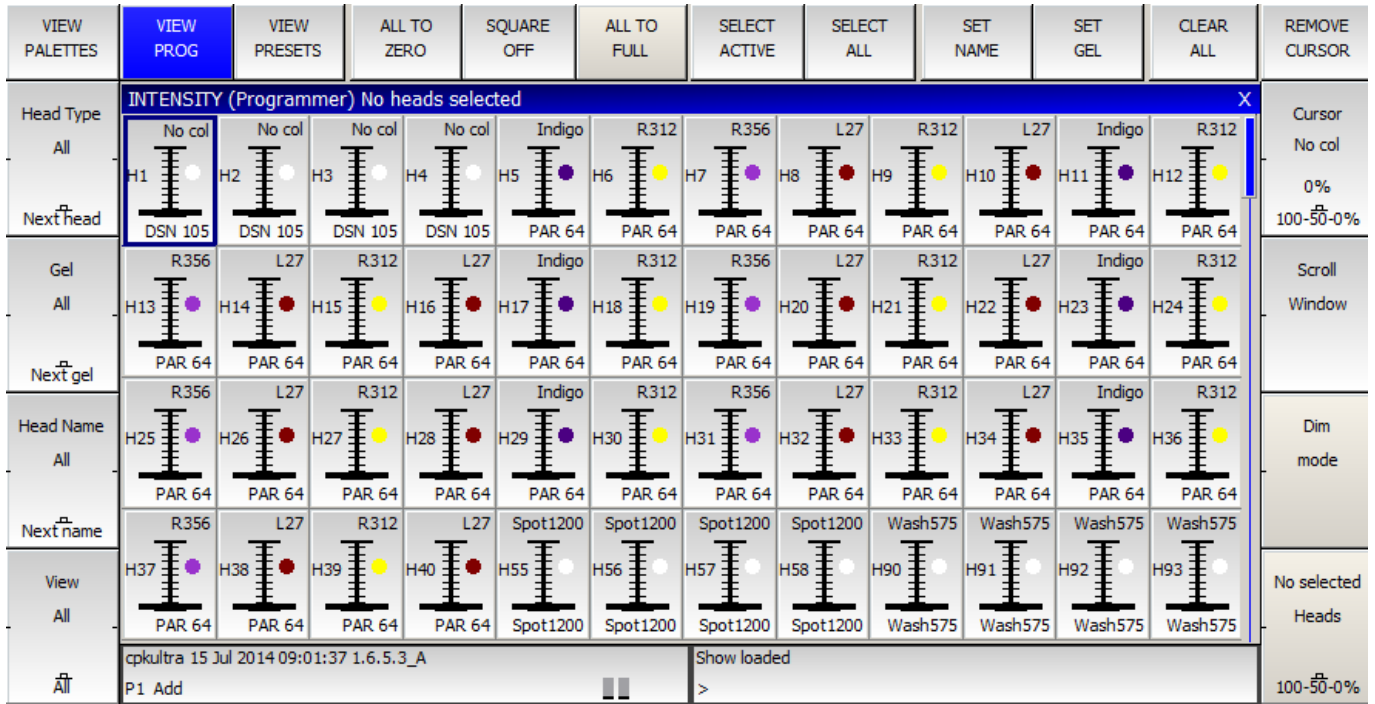 VIEW PALETTES VIEW PROG VIEW PRESETS ALL TO ZERO SQUARE OFF ALL TO FULL SELECT ACTIVE SELECT ALL SET NAME SET GEL CLEAR ALL REMOVE CURSOR
Head Type
All
Next head
Gel
All
Next gel
Head Name
All
Next name
View
All
All
INTENSITY (Programmer) No heads selected X
No col No col No col No col Indigo R312 R356 L27 R312 L27 Indigo R312
H1 H2 H3 H4 H5 H6 H7 H8 H9 H10 H11 H12
DSN 105 DSN 105 DSN 105 DSN 105 PAR 64 PAR 64 PAR 64 PAR 64 PAR 64 PAR 64 PAR 64 PAR 64
R356 L27 R312 L27 Indigo R312 R356 L27 R312 L27 Indigo R312
H13 H14 H15 H16 H17 H18 H19 H20 H21 H22 H23 H24
PAR 64 PAR 64 PAR 64 PAR 64 PAR 64 PAR 64 PAR 64 PAR 64 PAR 64 PAR 64 PAR 64 PAR 64
R356 L27 R312 L27 Indigo R312 R356 L27 R312 L27 Indigo R312
H25 H26 H27 H28 H29 H30 H31 H32 H33 H34 H35 H36
PAR 64 PAR 64 PAR 64 PAR 64 PAR 64 PAR 64 PAR 64 PAR 64 PAR 64 PAR 64 PAR 64 PAR 64
R356 L27 R312 L27 Spot1200 Spot1200 Spot1200 Spot1200 Wash575 Wash575 Wash575 Wash575
H37 H38 H39 H40 H55 H56 H57 H58 H90 H91 H92 H93
PAR 64 PAR 64 PAR 64 PAR 64 Spot1200 Spot1200 Spot1200 Spot1200 Wash575 Wash575 Wash575 Wash575
cpkultra 15 Jul 2014 09:01:37 1.6.5.3_A
P1 Add
Show loaded
>
Cursor
No col
0%
100-50-0%
Scroll
Window
Dim
mode
No selected
Heads
100-50-0%